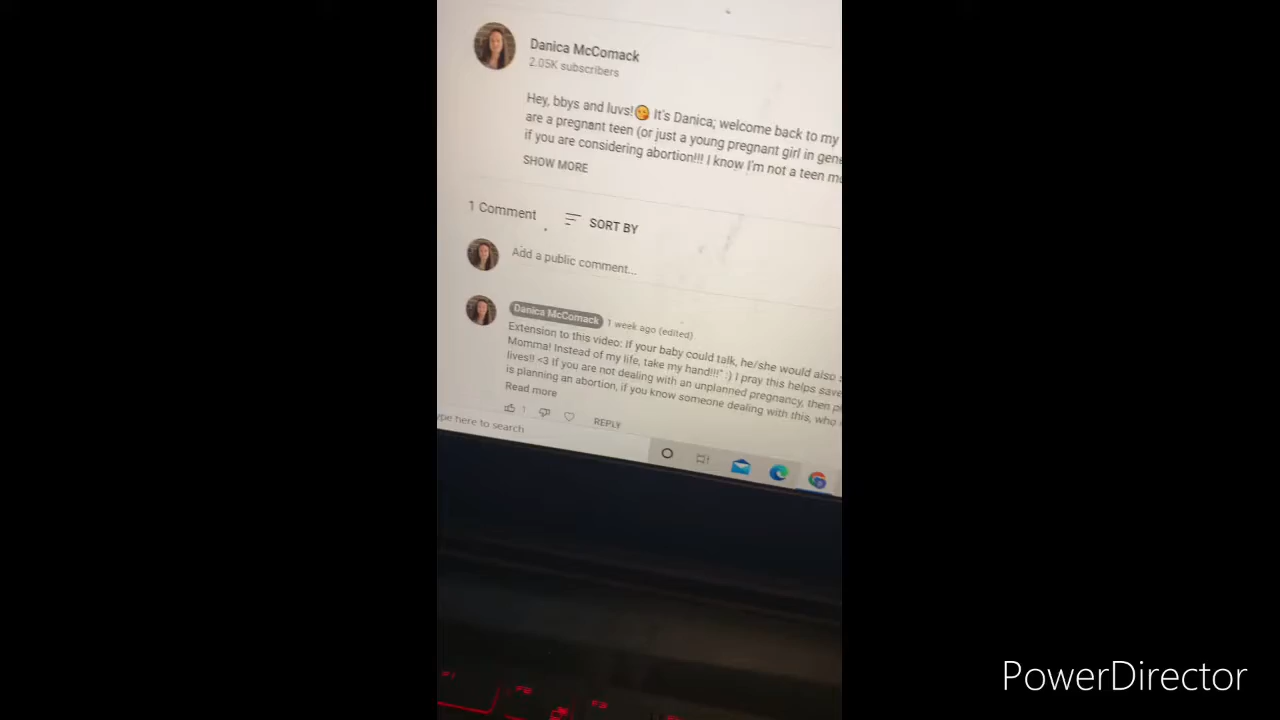 Danica McComack
2.05K subscribers
Hey, bbys and luvs!😘 It's Danica; welcome back to my
are a pregnant teen (or just a young pregnant girl in
if you are considering abortion!!! I know I'm not a teen
SHOW MORE
1 Comment SORT BY
Add a public comment...
Danica McComack 1 week ago (edited)
Extension to this video: If your baby could talk, he/she would also
Momma! Instead of my life, take my hand!!!" :) I pray this helps save
lives!! <3 If you are not dealing with an unplanned pregnancy, then
is planning an abortion, if you know someone dealing with this, who
Read more
1 REPLY
ype here to search
PowerDirector